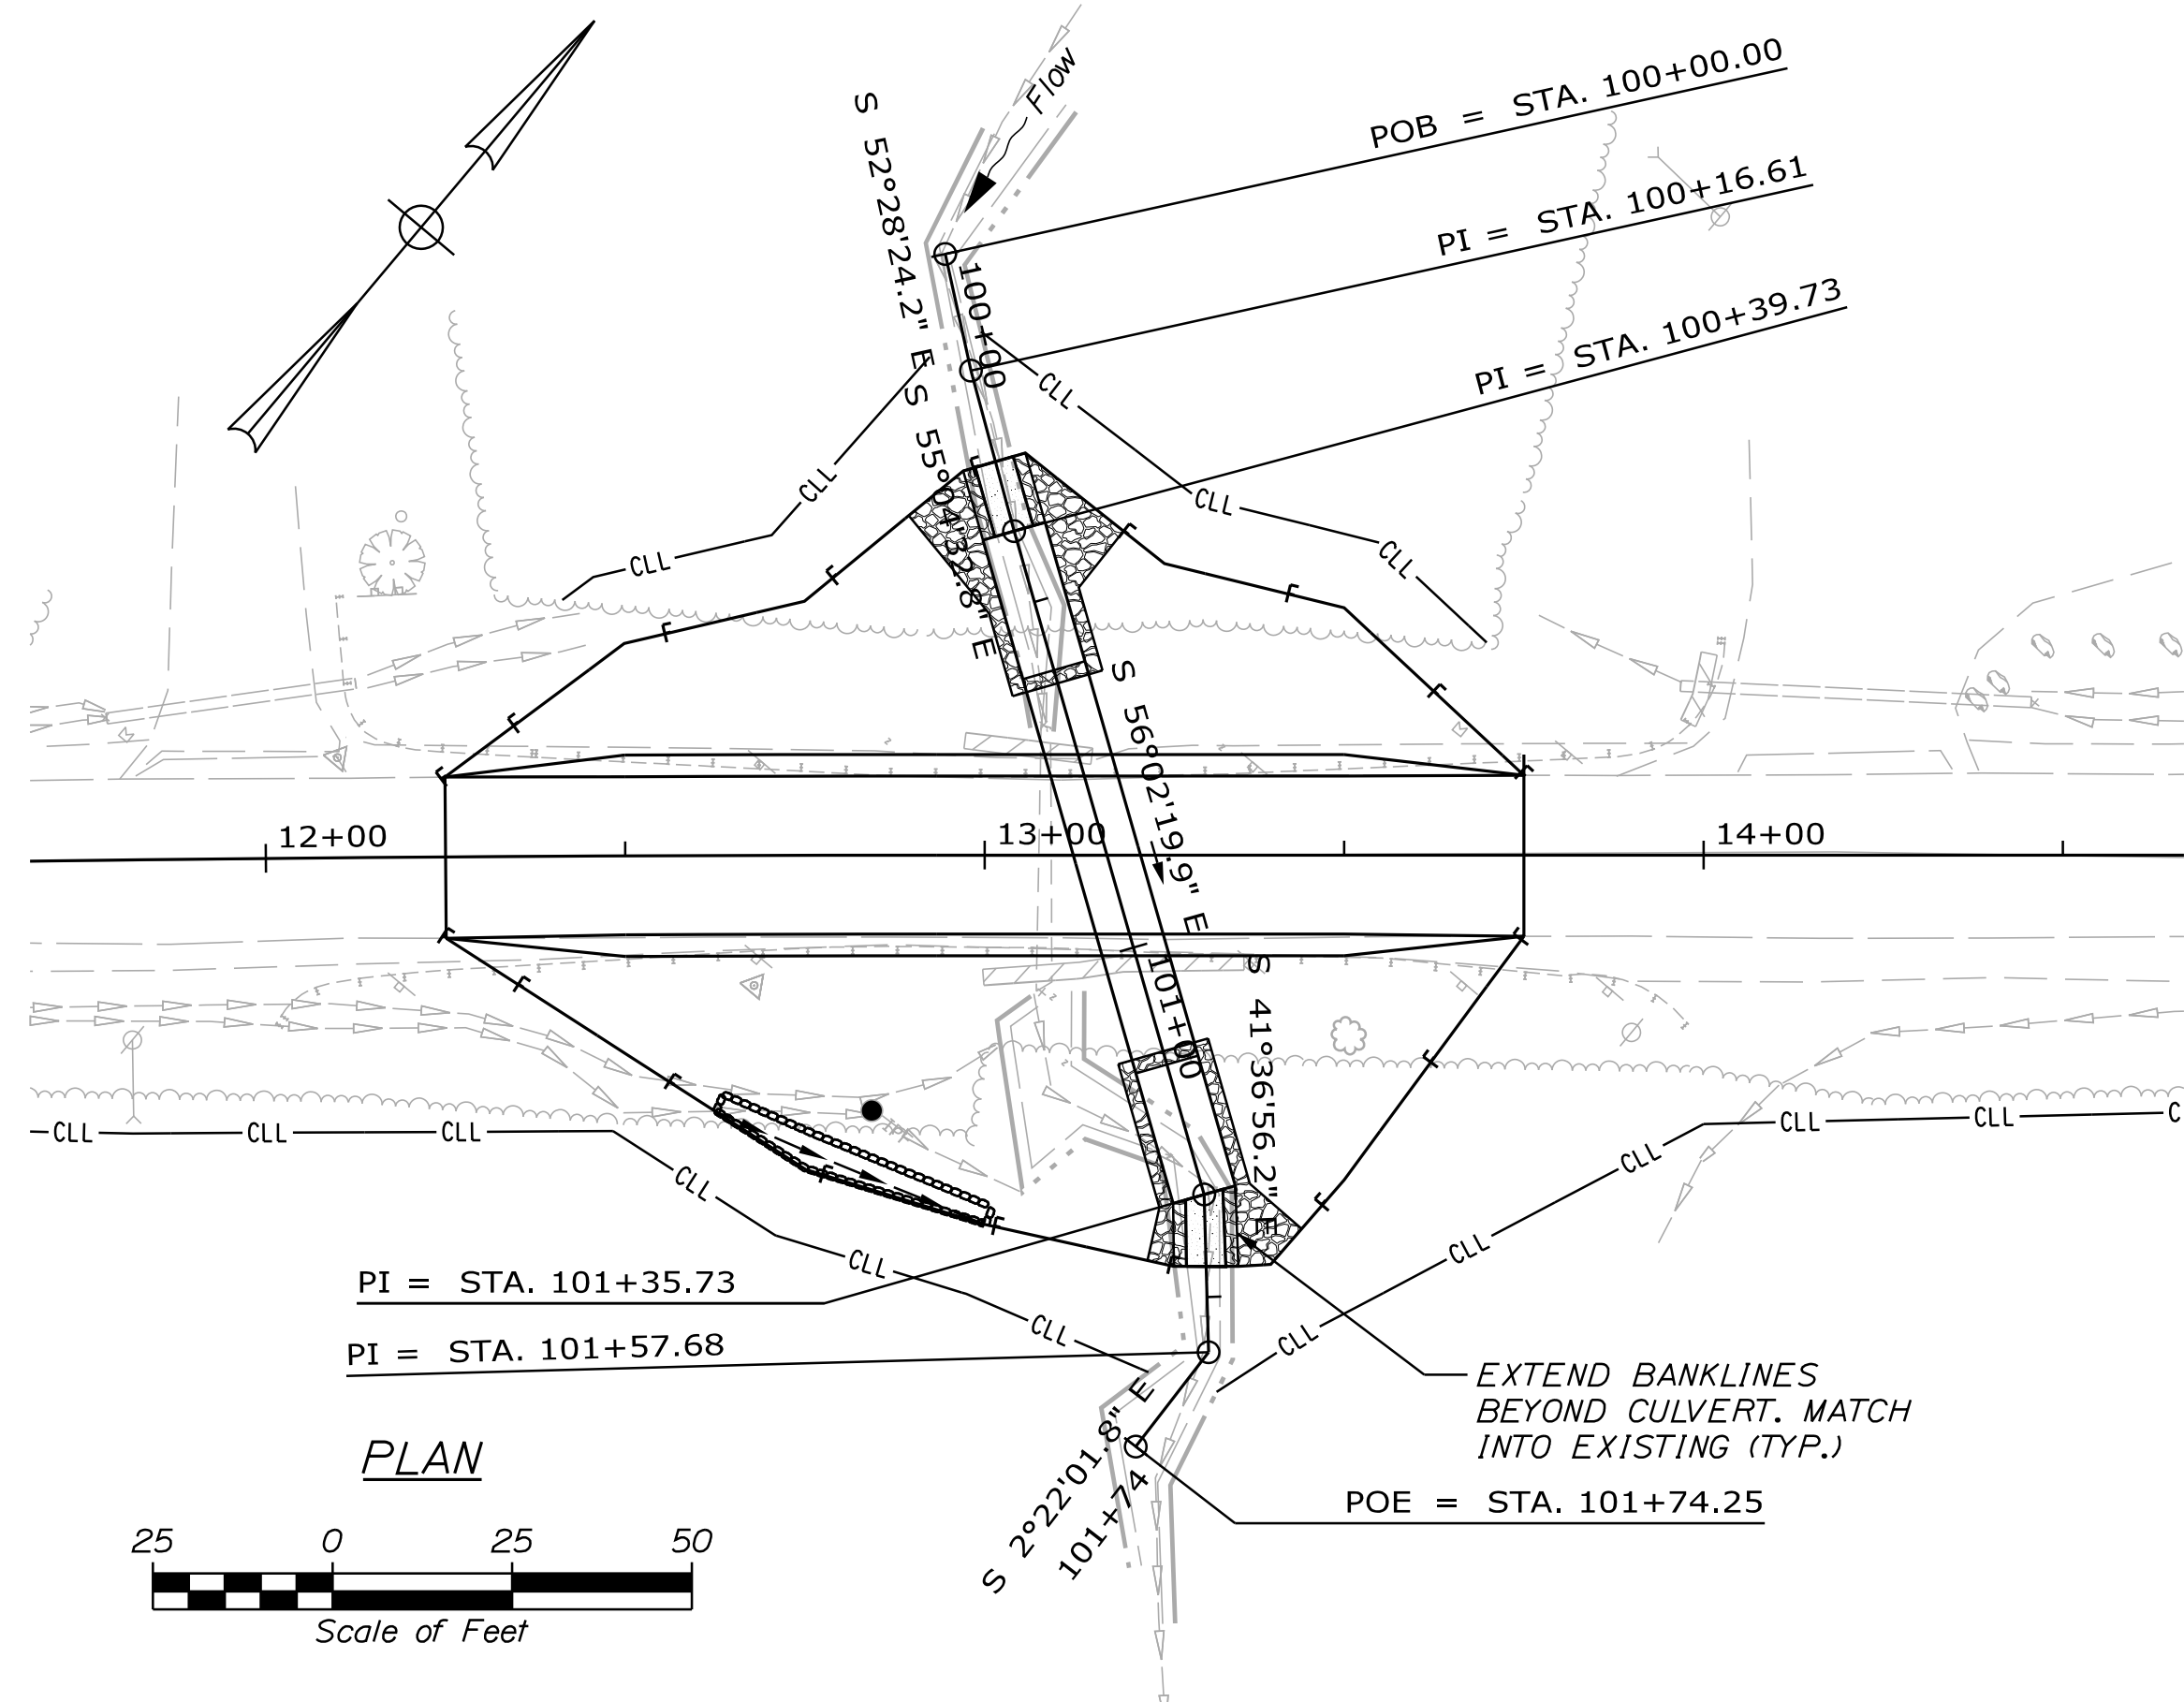 Flow
POB = STA. 100+00.00
PI = STA. 100+16.61
PI = STA. 100+39.73
S 52°28'24.2" E
100+00
CLL
CLL
CLL
CLL
CLL
S 55°04'32.8" E
S 56°02'19.9" E
12+00
13+00
14+00
101+00
S 41°36'56.2" E
CLL
CLL
CLL
CLL
CLL
CLL
CLL
CLL
CLL
CLL
CLL
C
PI = STA. 101+35.73
PI = STA. 101+57.68
EXTEND BANKLINES
BEYOND CULVERT. MATCH
INTO EXISTING (TYP.)
S 2°22'01.8" E
101+74
POE = STA. 101+74.25
PLAN
25 0 25 50
Scale of Feet